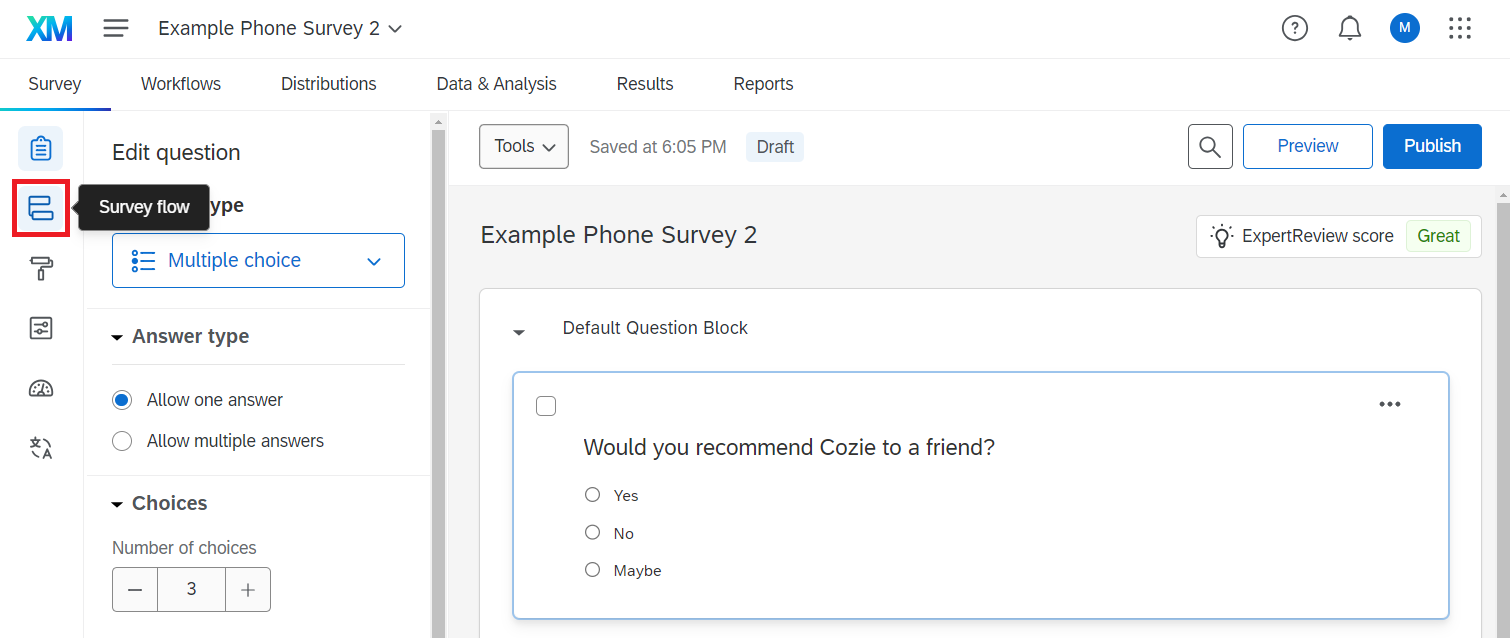 XM
Example Phone Survey 2
?
M
Survey
Workflows
Distributions
Data & Analysis
Results
Reports
Edit question
Survey flow
ype
Multiple choice
Answer type
Allow one answer
Allow multiple answers
Choices
Number of choices
3
Tools
Saved at 6:05 PM
Draft
Preview
Publish
Example Phone Survey 2
ExpertReview score
Great
Default Question Block
Would you recommend Cozie to a friend?
Yes
No
Maybe